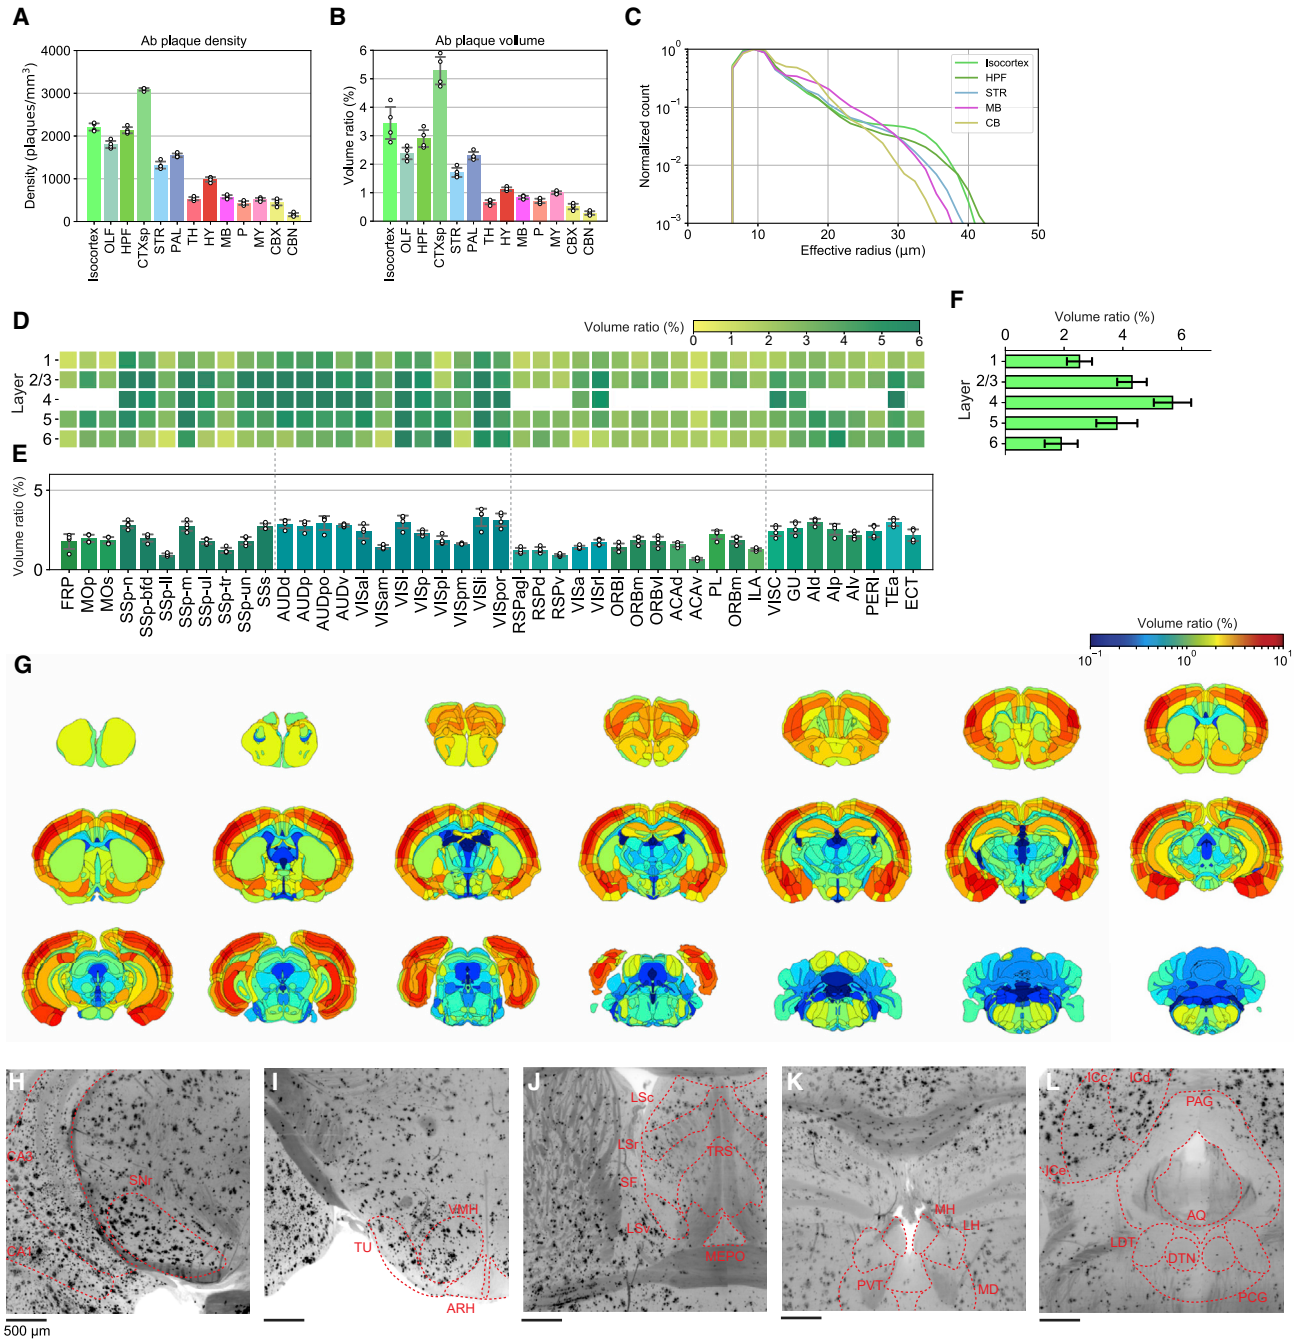 A
B
C
Ab plaque density
Density (plaques/mm³)
4000
3000
2000
1000
0
Isocortex
OLF
HPF
CTXsp
STR
PAL
TH
HY
MB
P
MY
CBX
CBN
Ab plaque volume
Volume ratio (%)
6
5
4
3
2
1
0
Isocortex
OLF
HPF
CTXsp
STR
PAL
TH
HY
MB
P
MY
CBX
CBN
Normalized count
10⁰
10⁻¹
10⁻²
10⁻³
0 10 20 30 40 50
Effective radius (µm)
Isocortex
HPF
STR
MB
CB
D
Volume ratio (%)
0 1 2 3 4 5 6
Layer
1
2/3
4
5
6
F
Volume ratio (%)
0 2 4 6
Layer
1
2/3
4
5
6
E
Volume ratio (%)
5
0
FRP
MOp
MOs
SSp-n
SSp-bfd
SSp-ll
SSp-m
SSp-ul
SSp-tr
SSp-un
SSs
AUDd
AUDp
AUDpo
AUDv
VISal
VISam
VISl
VISp
VISpl
VISpm
VISli
VISpor
RSPagl
RSPd
RSPv
VISa
VISrl
ORBl
ORBm
ORBvl
ACAd
ACAv
PL
ORBm
ILA
VISC
GU
AId
AIp
AIv
PERI
TEa
ECT
Volume ratio (%)
10⁻¹ 10⁰ 10¹
G
H
CA3
SNr
CA1
500 µm
I
VMH
TU
ARH
J
LSc
LSr
TRS
SF
LSv
MEPO
K
MH
LH
PVT
MD
L
ICc
ICd
PAG
ICe
AQ
LDT
DTN
PCG